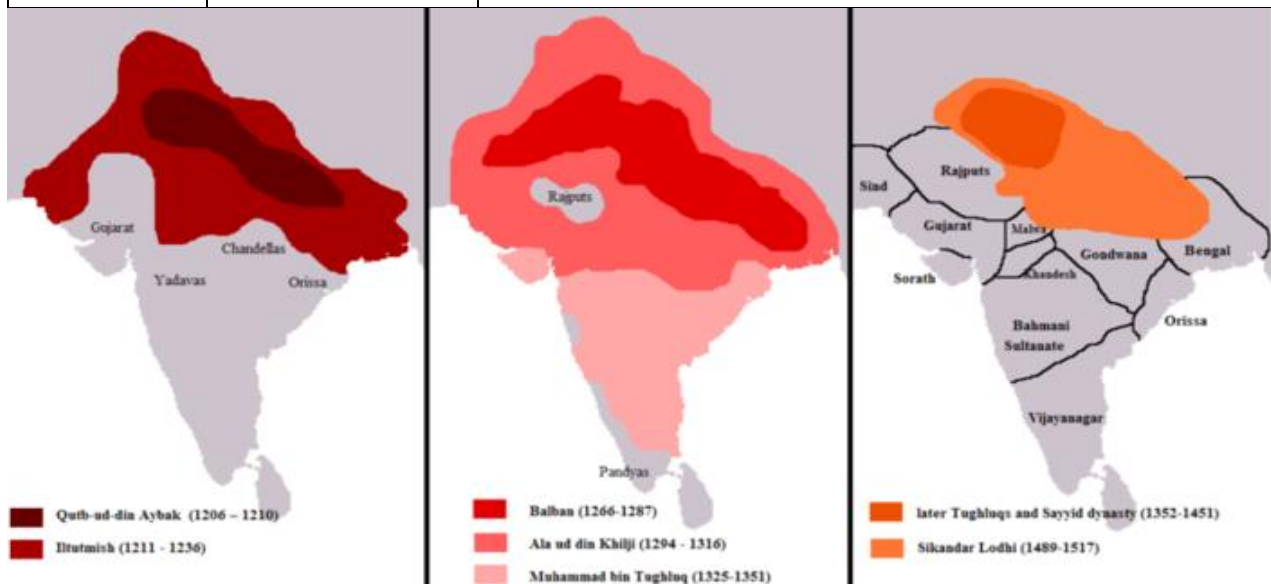 Gujarat
Chandellas
Yadavas
Orissa
Qutb-ud-din Aybak (1206 – 1210)
Iltutmish (1211 - 1236)
Rajputs
Pandyas
Balban (1266-1287)
Ala ud din Khilji (1294 - 1316)
Muhammad bin Tughluq (1325-1351)
Rajputs
Sind
Gujarat
Malwa
Gondwana
Bengal
Sorath
Khandesh
Bahmani
Sultanate
Orissa
Vijayanagar
later Tughluqs and Sayyid dynasty (1352-1451)
Sikandar Lodhi (1489-1517)